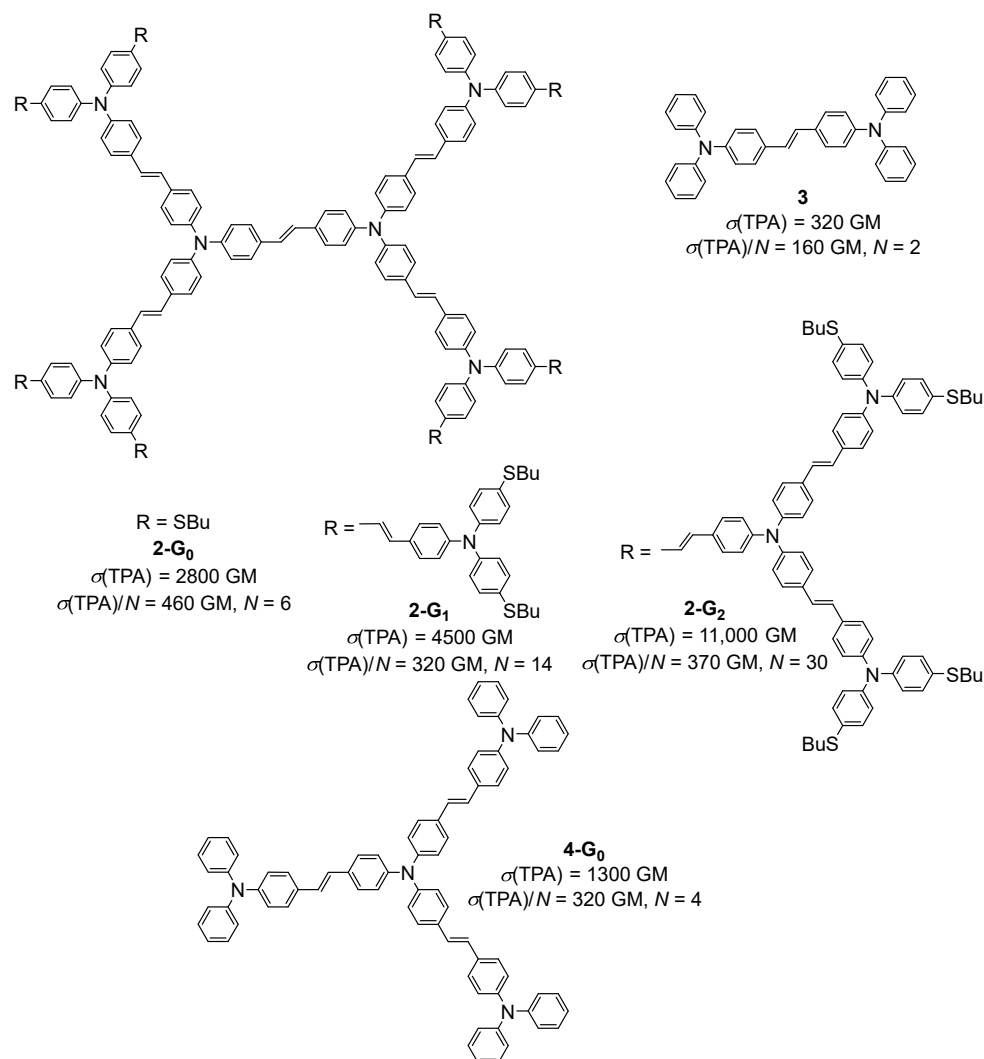 R
R
R
R
N
N
R
R
N
N
N
N
3
σ(TPA) = 320 GM
σ(TPA)/N = 160 GM, N = 2
N
N
R
R
R
R
R = SBu
2-G₀
σ(TPA) = 2800 GM
σ(TPA)/N = 460 GM, N = 6
SBu
R =
N
SBu
2-G₁
σ(TPA) = 4500 GM
σ(TPA)/N = 320 GM, N = 14
BuS
N
SBu
R =
N
2-G₂
σ(TPA) = 11,000 GM
σ(TPA)/N = 370 GM, N = 30
N
SBu
BuS
N
N
N
4-G₀
σ(TPA) = 1300 GM
σ(TPA)/N = 320 GM, N = 4
N